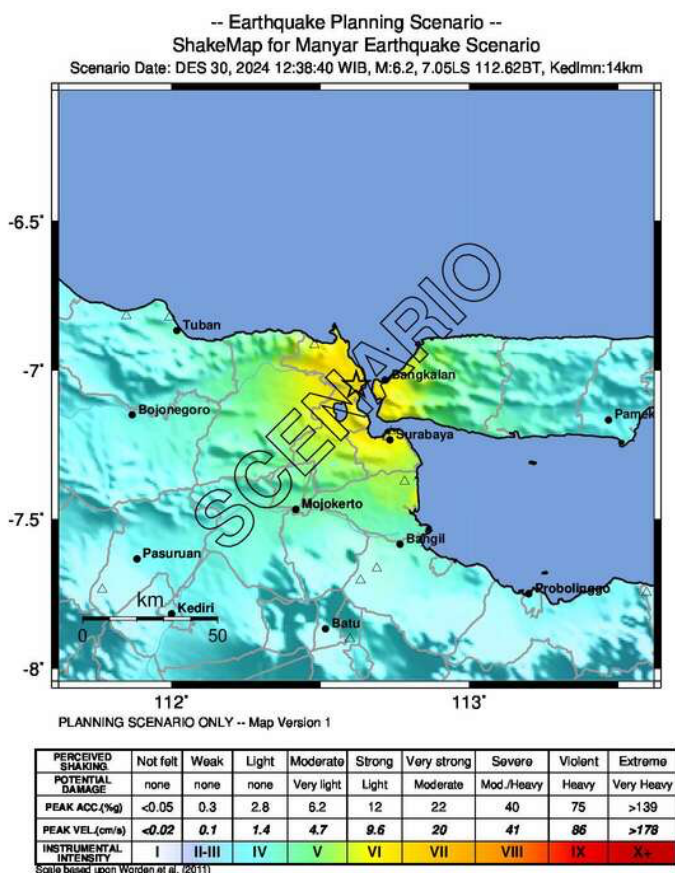 -- Earthquake Planning Scenario --
ShakeMap for Manyar Earthquake Scenario
Scenario Date: DES 30, 2024 12:38:40 WIB, M:6.2, 7.05LS 112.62BT, Kedlmn:14km
-6.5°
-7°
-7.5°
-8°
Tuban
Bangkalan
Bojonegoro
Pamek
Surabaya
SCENARIO
Mojokerto
Bangil
Pasuruan
Probolinggo
km
Kediri
0 50
Batu
112° 113°
PLANNING SCENARIO ONLY -- Map Version 1
PERCEIVED SHAKING Not felt Weak Light Moderate Strong Very strong Severe Violent Extreme
POTENTIAL DAMAGE none none none Very light Light Moderate Mod./Heavy Heavy Very Heavy
PEAK ACC.(%g) <0.05 0.3 2.8 6.2 12 22 40 75 >139
PEAK VEL.(cm/s) <0.02 0.1 1.4 4.7 9.6 20 41 86 >178
INSTRUMENTAL INTENSITY I II-III IV V VI VII VIII IX X+
Scale based upon Worden et al. (2011)